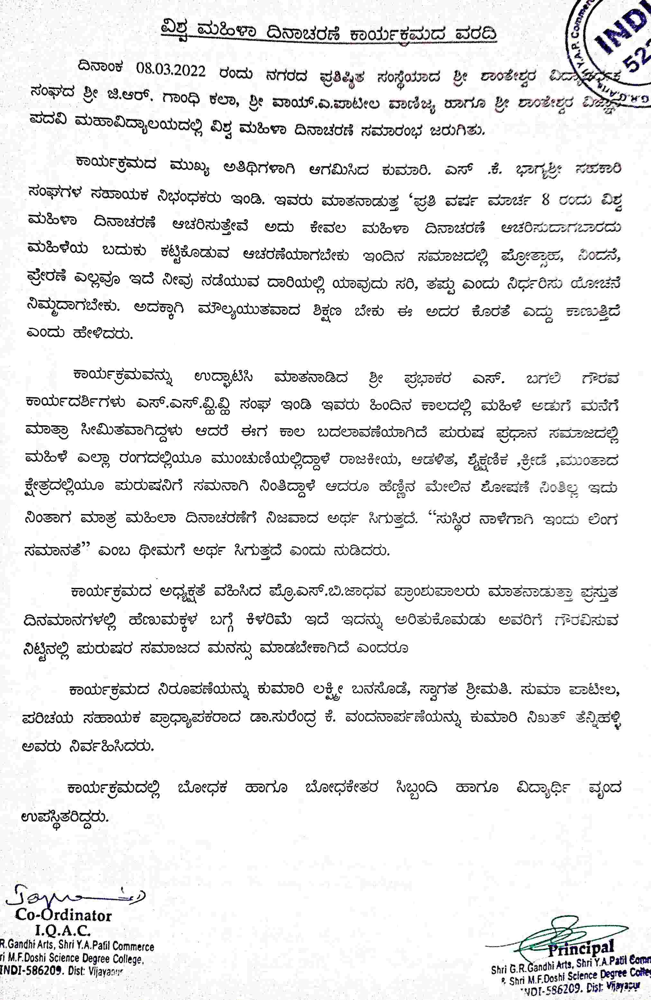 ವಿಶ್ವ ಮಹಿಳಾ ದಿನಾಚರಣೆ ಕಾರ್ಯಕ್ರಮದ ವರದಿ
ದಿನಾಂಕ 08.03.2022 ರಂದು ನಗರದ ಪ್ರತಿಷ್ಠಿತ ಸಂಸ್ಥೆಯಾದ ಶ್ರೀ ಶಾಂತೇಶ್ವರ ವಿದ್ಯಾವರ್ಧಕ
ಸಂಘದ ಶ್ರೀ ಜಿ.ಆರ್. ಗಾಂಧಿ ಕಲಾ, ಶ್ರೀ ವಾಯ್.ಎ.ಪಾಟೀಲ ವಾಣಿಜ್ಯ ಹಾಗೂ ಶ್ರೀ ಶಾಂತೇಶ್ವರ ವಿಜ್ಞಾನ
ಪದವಿ ಮಹಾವಿದ್ಯಾಲಯದಲ್ಲಿ ವಿಶ್ವ ಮಹಿಳಾ ದಿನಾಚರಣೆ ಸಮಾರಂಭ ಜರುಗಿತು.
ಕಾರ್ಯಕ್ರಮದ ಮುಖ್ಯ ಅತಿಥಿಗಳಾಗಿ ಆಗಮಿಸಿದ ಕುಮಾರಿ. ಎಸ್ .ಕೆ. ಭಾಗ್ಯಶ್ರೀ ಸಹಕಾರಿ
ಸಂಘಗಳ ಸಹಾಯಕ ನಿಭಂಧಕರು ಇಂಡಿ. ಇವರು ಮಾತನಾಡುತ್ತ ‘ಪ್ರತಿ ವರ್ಷ ಮಾರ್ಚ 8 ರಂದು ವಿಶ್ವ
ಮಹಿಳಾ ದಿನಾಚರಣೆ ಆಚರಿಸುತ್ತೇವೆ ಅದು ಕೇವಲ ಮಹಿಳಾ ದಿನಾಚರಣೆ ಆಚರಿಸುದಾಗಬಾರದು
ಮಹಿಳೆಯ ಬದುಕು ಕಟ್ಟಿಕೊಡುವ ಆಚರಣೆಯಾಗಬೇಕು ಇಂದಿನ ಸಮಾಜದಲ್ಲಿ ಪ್ರೋತ್ಸಾಹ, ನಿಂದನೆ,
ಪ್ರೇರಣೆ ಎಲ್ಲವೂ ಇದೆ ನೀವು ನಡೆಯುವ ದಾರಿಯಲ್ಲಿ ಯಾವುದು ಸರಿ, ತಪ್ಪು ಎಂದು ನಿರ್ಧರಿಸು ಯೋಚನೆ
ನಿಮ್ಮದಾಗಬೇಕು. ಅದಕ್ಕಾಗಿ ಮೌಲ್ಯಯುತವಾದ ಶಿಕ್ಷಣ ಬೇಕು ಈ ಅದರ ಕೊರತೆ ಎದ್ದು ಕಾಣುತ್ತಿದೆ
ಎಂದು ಹೇಳಿದರು.
ಕಾರ್ಯಕ್ರಮವನ್ನು ಉದ್ಘಾಟಿಸಿ ಮಾತನಾಡಿದ ಶ್ರೀ ಪ್ರಭಾಕರ ಎಸ್. ಬಗಲಿ ಗೌರವ
ಕಾರ್ಯದರ್ಶಿಗಳು ಎಸ್.ಎಸ್.ವ್ಹಿ.ವ್ಹಿ ಸಂಘ ಇಂಡಿ ಇವರು ಹಿಂದಿನ ಕಾಲದಲ್ಲಿ ಮಹಿಳೆ ಅಡುಗೆ ಮನೆಗೆ
ಮಾತ್ರಾ ಸೀಮಿತವಾಗಿದ್ದಳು ಆದರೆ ಈಗ ಕಾಲ ಬದಲಾವಣೆಯಾಗಿದೆ ಪುರುಷ ಪ್ರಧಾನ ಸಮಾಜದಲ್ಲಿ
ಮಹಿಳೆ ಎಲ್ಲಾ ರಂಗದಲ್ಲಿಯೂ ಮುಂಚುಣಿಯಲ್ಲಿದ್ದಾಳೆ ರಾಜಕೀಯ, ಆಡಳಿತ, ಶೈಕ್ಷಣಿಕ ,ಕ್ರೀಡೆ ,ಮುಂತಾದ
ಕ್ಷೇತ್ರದಲ್ಲಿಯೂ ಪುರುಷನಿಗೆ ಸಮನಾಗಿ ನಿಂತಿದ್ದಾಳೆ ಆದರೂ ಹೆಣ್ಣಿನ ಮೇಲಿನ ಶೋಷಣೆ ನಿಂತಿಲ್ಲ ಇದು
ನಿಂತಾಗ ಮಾತ್ರ ಮಹಿಲಾ ದಿನಾಚರಣೆಗೆ ನಿಜವಾದ ಅರ್ಥ ಸಿಗುತ್ತದೆ. “ಸುಸ್ಥಿರ ನಾಳೆಗಾಗಿ ಇಂದು ಲಿಂಗ
ಸಮಾನತೆ” ಎಂಬ ಥೀಮಗೆ ಅರ್ಥ ಸಿಗುತ್ತದೆ ಎಂದು ನುಡಿದರು.
ಕಾರ್ಯಕ್ರಮದ ಅಧ್ಯಕ್ಷತೆ ವಹಿಸಿದ ಪ್ರೊ.ಎಸ್.ಬಿ.ಜಾಧವ ಪ್ರಾಂಶುಪಾಲರು ಮಾತನಾಡುತ್ತಾ ಪ್ರಸ್ತುತ
ದಿನಮಾನಗಳಲ್ಲಿ ಹೆಣುಮಕ್ಕಳ ಬಗ್ಗೆ ಕಿಳರಿಮೆ ಇದೆ ಇದನ್ನು ಅರಿತುಕೊಮಡು ಅವರಿಗೆ ಗೌರವಿಸುವ
ನಿಟ್ಟಿನಲ್ಲಿ ಪುರುಷರ ಸಮಾಜದ ಮನಸ್ಸು ಮಾಡಬೇಕಾಗಿದೆ ಎಂದರೂ
ಕಾರ್ಯಕ್ರಮದ ನಿರೂಪಣೆಯನ್ನು ಕುಮಾರಿ ಲಕ್ಷ್ಮೀ ಬನಸೊಡೆ, ಸ್ವಾಗತ ಶ್ರೀಮತಿ. ಸುಮಾ ಪಾಟೀಲ,
ಪರಿಚಯ ಸಹಾಯಕ ಪ್ರಾಧ್ಯಾಪಕರಾದ ಡಾ.ಸುರೆಂದ್ರ ಕೆ. ವಂದನಾರ್ಪಣೆಯನ್ನು ಕುಮಾರಿ ನಿಖತ್ ತೆನ್ನಿಹಳ್ಳಿ
ಅವರು ನಿರ್ವಹಿಸಿದರು.
ಕಾರ್ಯಕ್ರಮದಲ್ಲಿ ಬೋಧಕ ಹಾಗೂ ಬೋಧಕೇತರ ಸಿಬ್ಬಂದಿ ಹಾಗೂ ವಿದ್ಯಾರ್ಥಿ ವೃಂದ
ಉಪಸ್ಥಿತರಿದ್ದರು.
Co-Ordinator
I.Q.A.C.
R.Gandhi Arts, Shri Y.A.Patil Commerce
ri M.F.Doshi Science Degree College,
INDI-586209. Dist: Vijayapur
Principal
Shri G.R.Gandhi Arts, Shri Y.A.Patil Comm
& Shri M.F.Doshi Science Degree Colleg
INDI-586209. Dist: Vijayapur